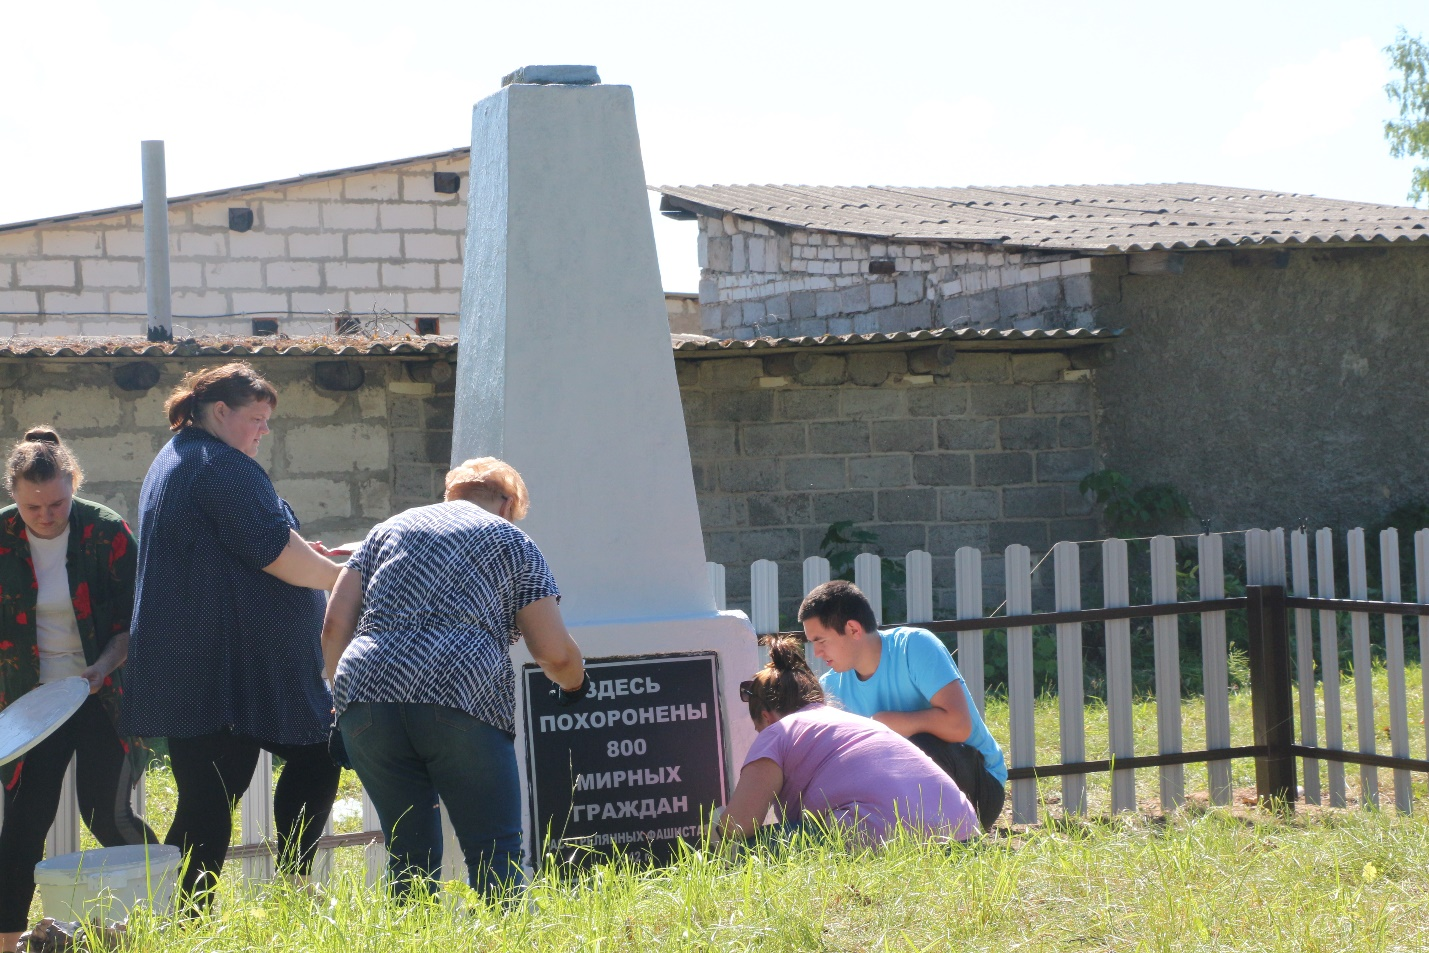 ЗДЕСЬ
ПОХОРОНЕНЫ
800
МИРНЫХ
ГРАЖДАН